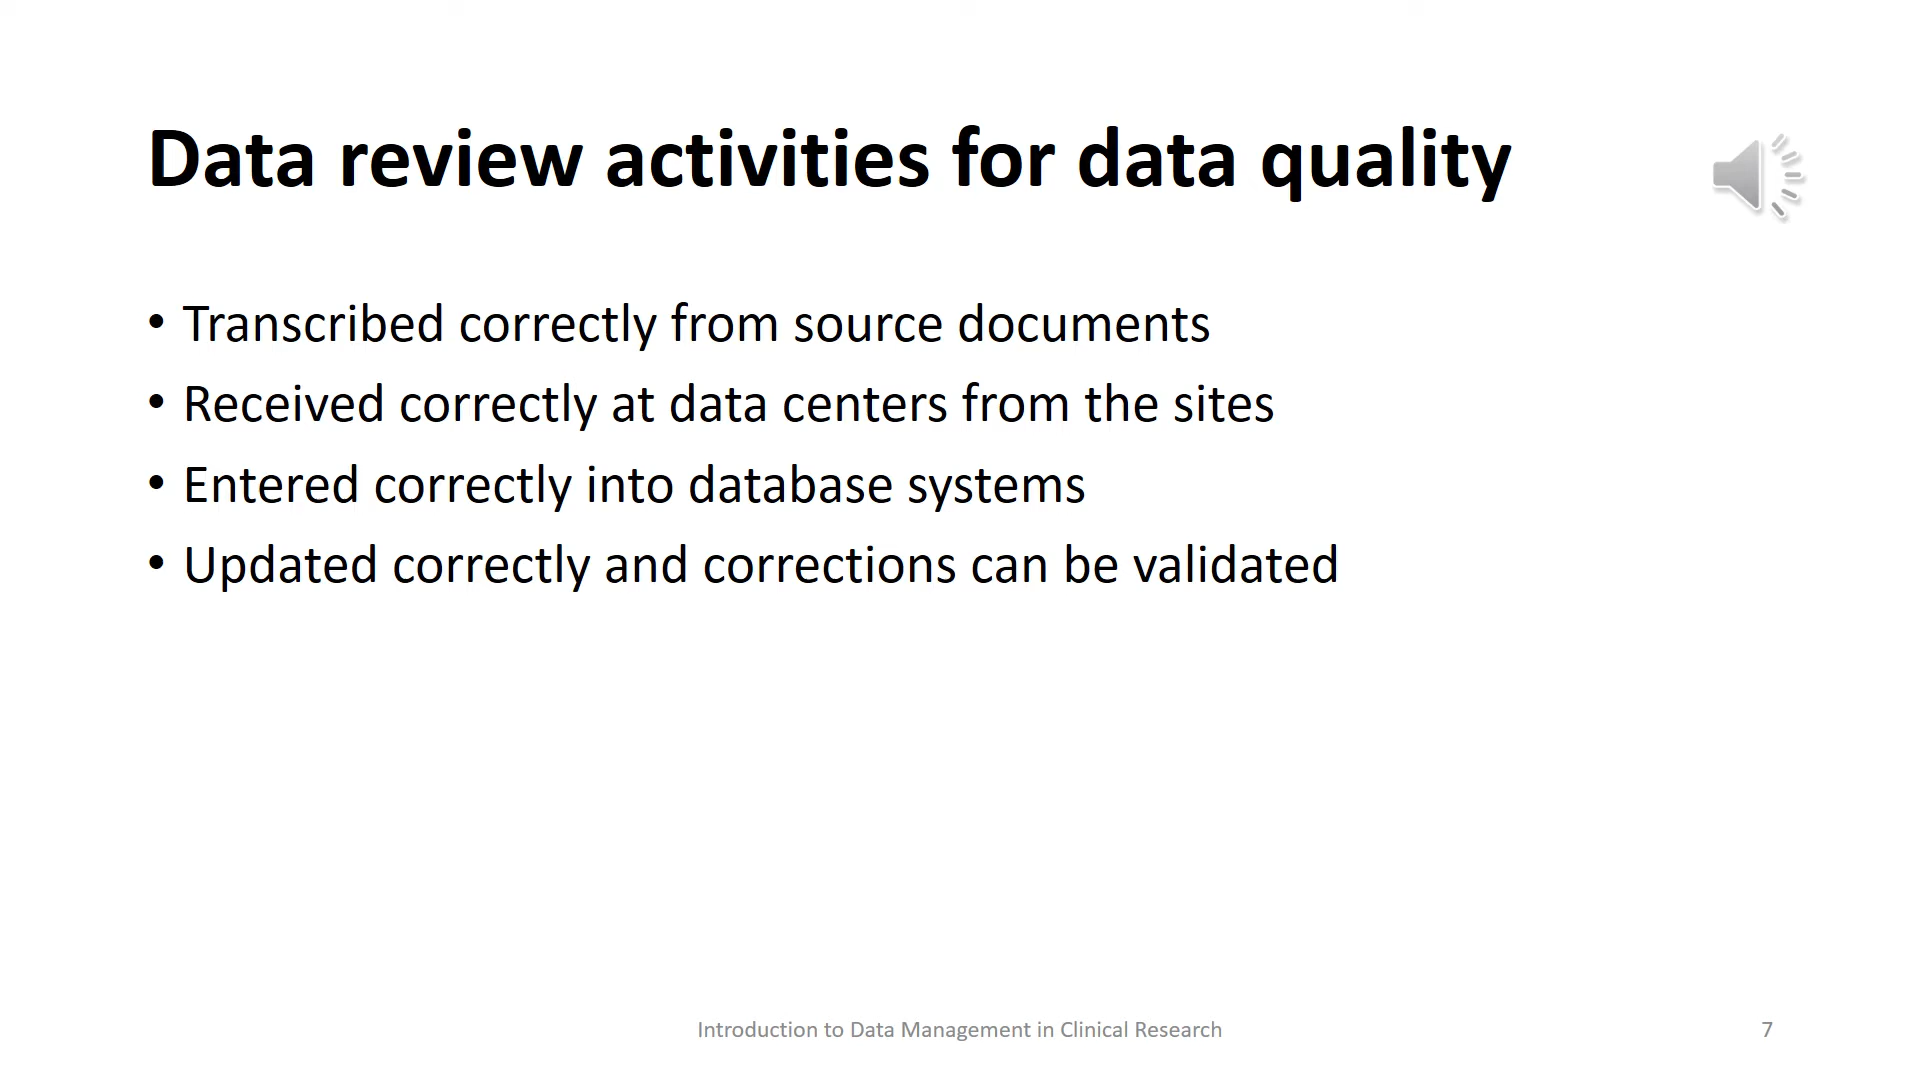 Data review activities for data quality
• Transcribed correctly from source documents
• Received correctly at data centers from the sites
• Entered correctly into database systems
• Updated correctly and corrections can be validated
Introduction to Data Management in Clinical Research
7